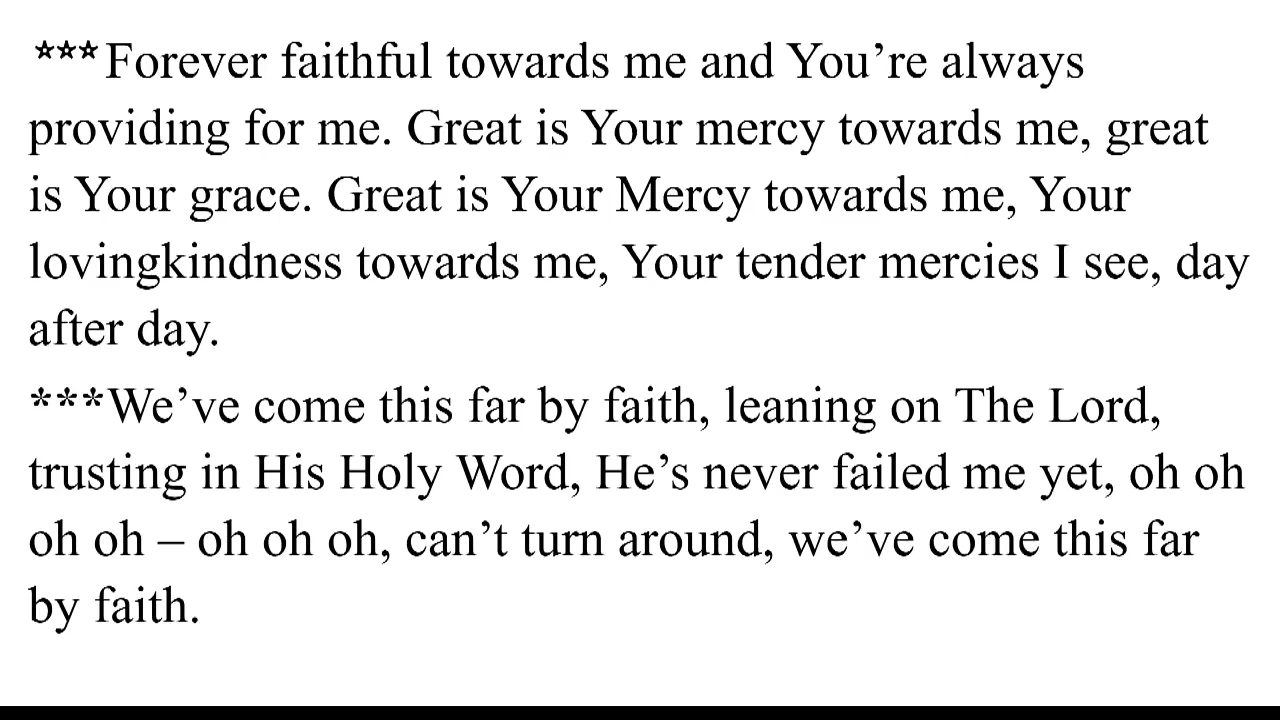 ***Forever faithful towards me and You’re always
providing for me. Great is Your mercy towards me, great
is Your grace. Great is Your Mercy towards me, Your
lovingkindness towards me, Your tender mercies I see, day
after day.
***We’ve come this far by faith, leaning on The Lord,
trusting in His Holy Word, He’s never failed me yet, oh oh
oh oh – oh oh oh, can’t turn around, we’ve come this far
by faith.